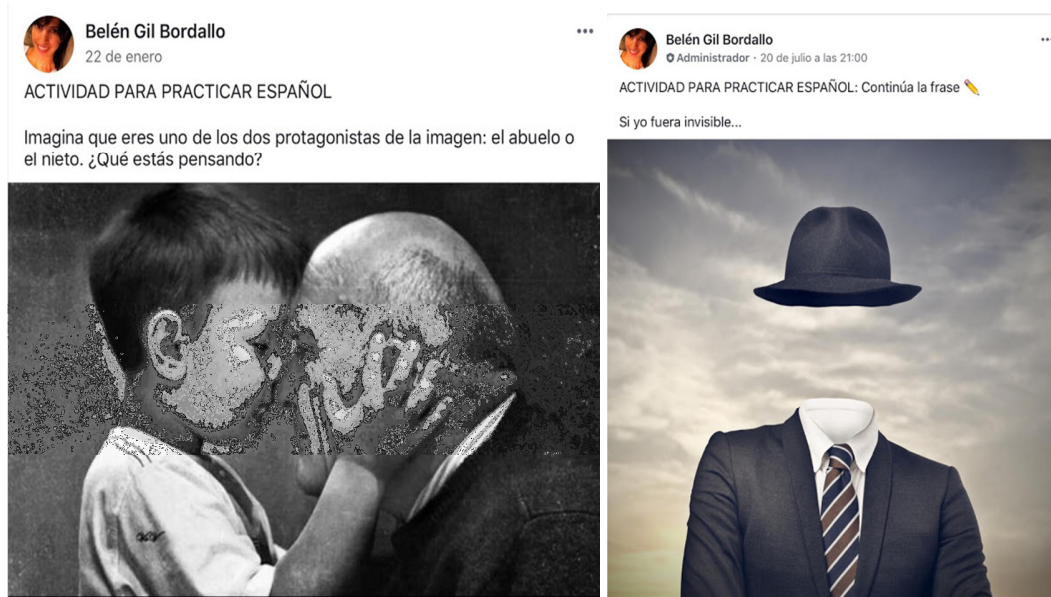 Belén Gil Bordallo
22 de enero
ACTIVIDAD PARA PRACTICAR ESPAÑOL
Imagina que eres uno de los dos protagonistas de la imagen: el abuelo o
el nieto. ¿Qué estás pensando?
Belén Gil Bordallo
Administrador · 20 de julio a las 21:00
ACTIVIDAD PARA PRACTICAR ESPAÑOL: Continúa la frase ✏️
Si yo fuera invisible...